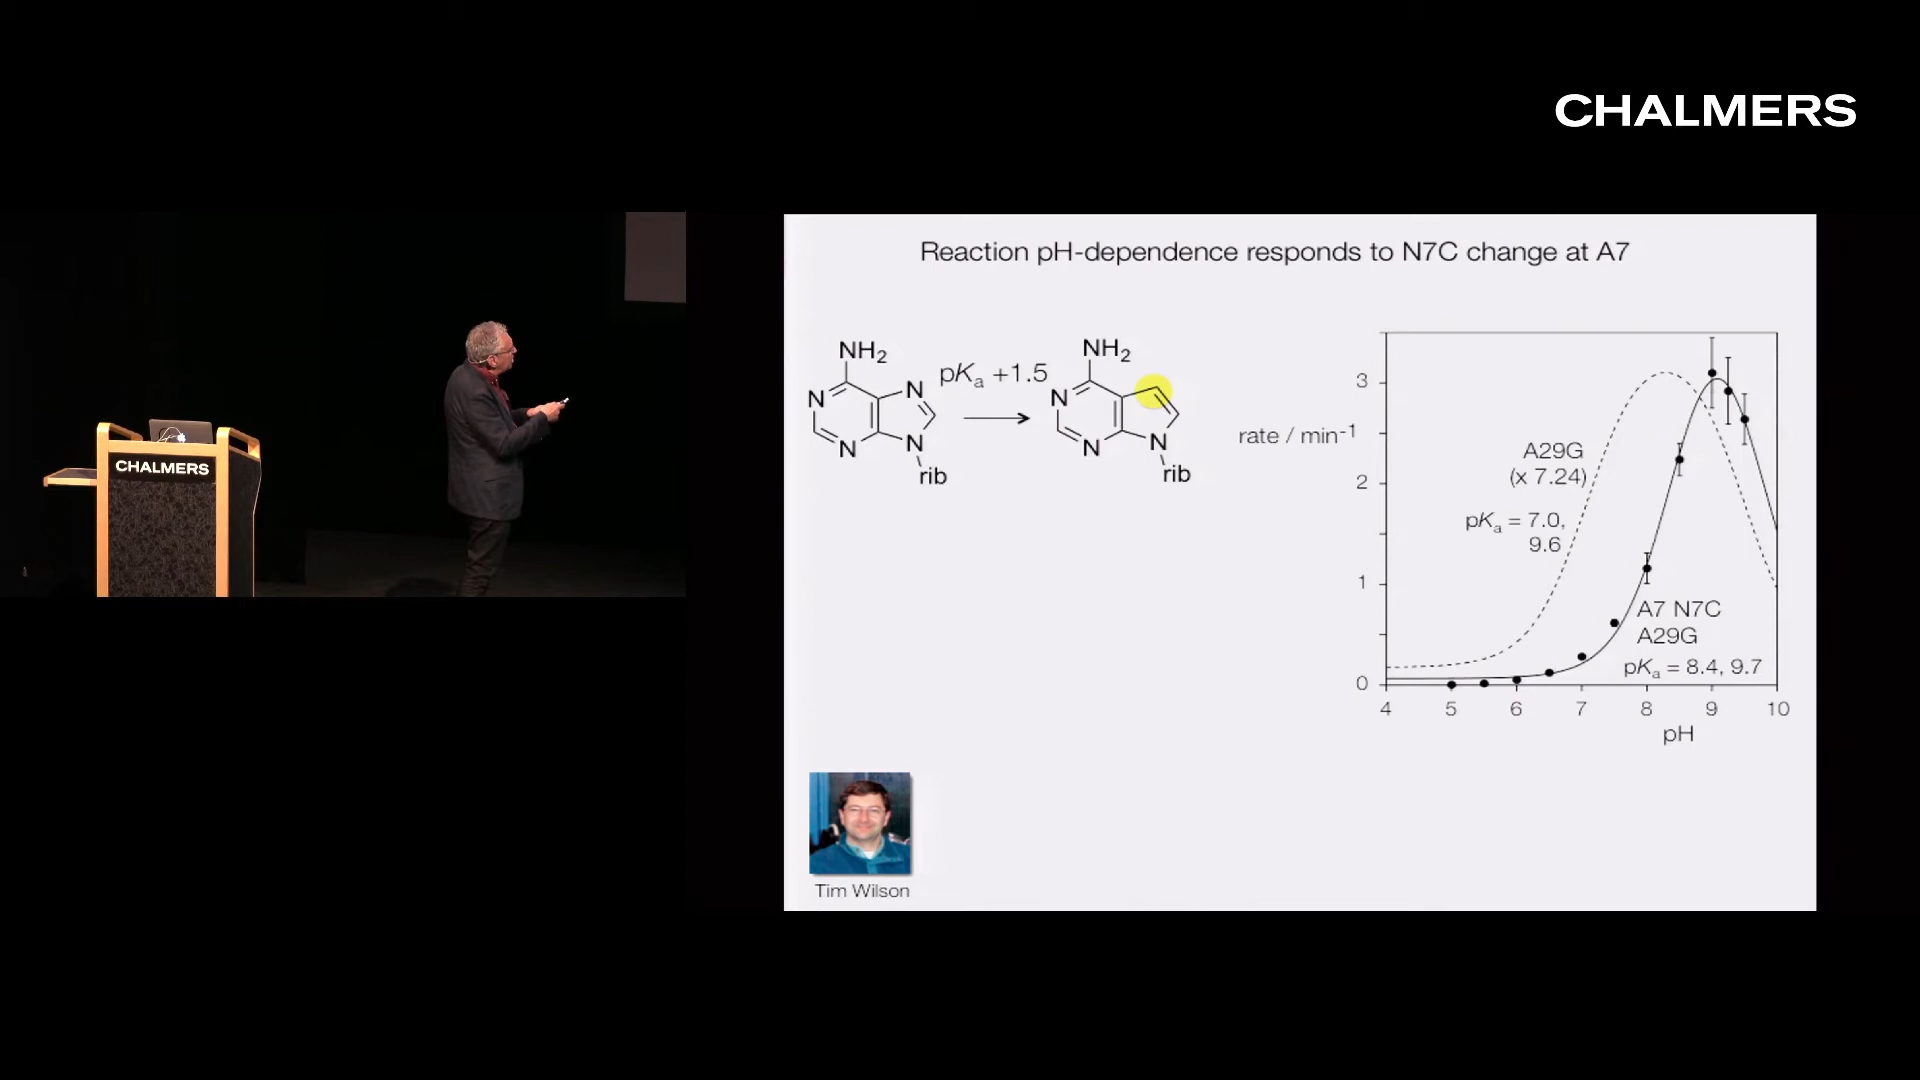 CHALMERS
CHALMERS
Reaction pH-dependence responds to N7C change at A7
NH2
N
N
N
N
rib
pKa +1.5
NH2
N
N
N
rib
rate / min-1
3
2
1
0
A29G
(x 7.24)
pKa = 7.0,
9.6
A7 N7C
A29G
pKa = 8.4, 9.7
4 5 6 7 8 9 10
pH
Tim Wilson